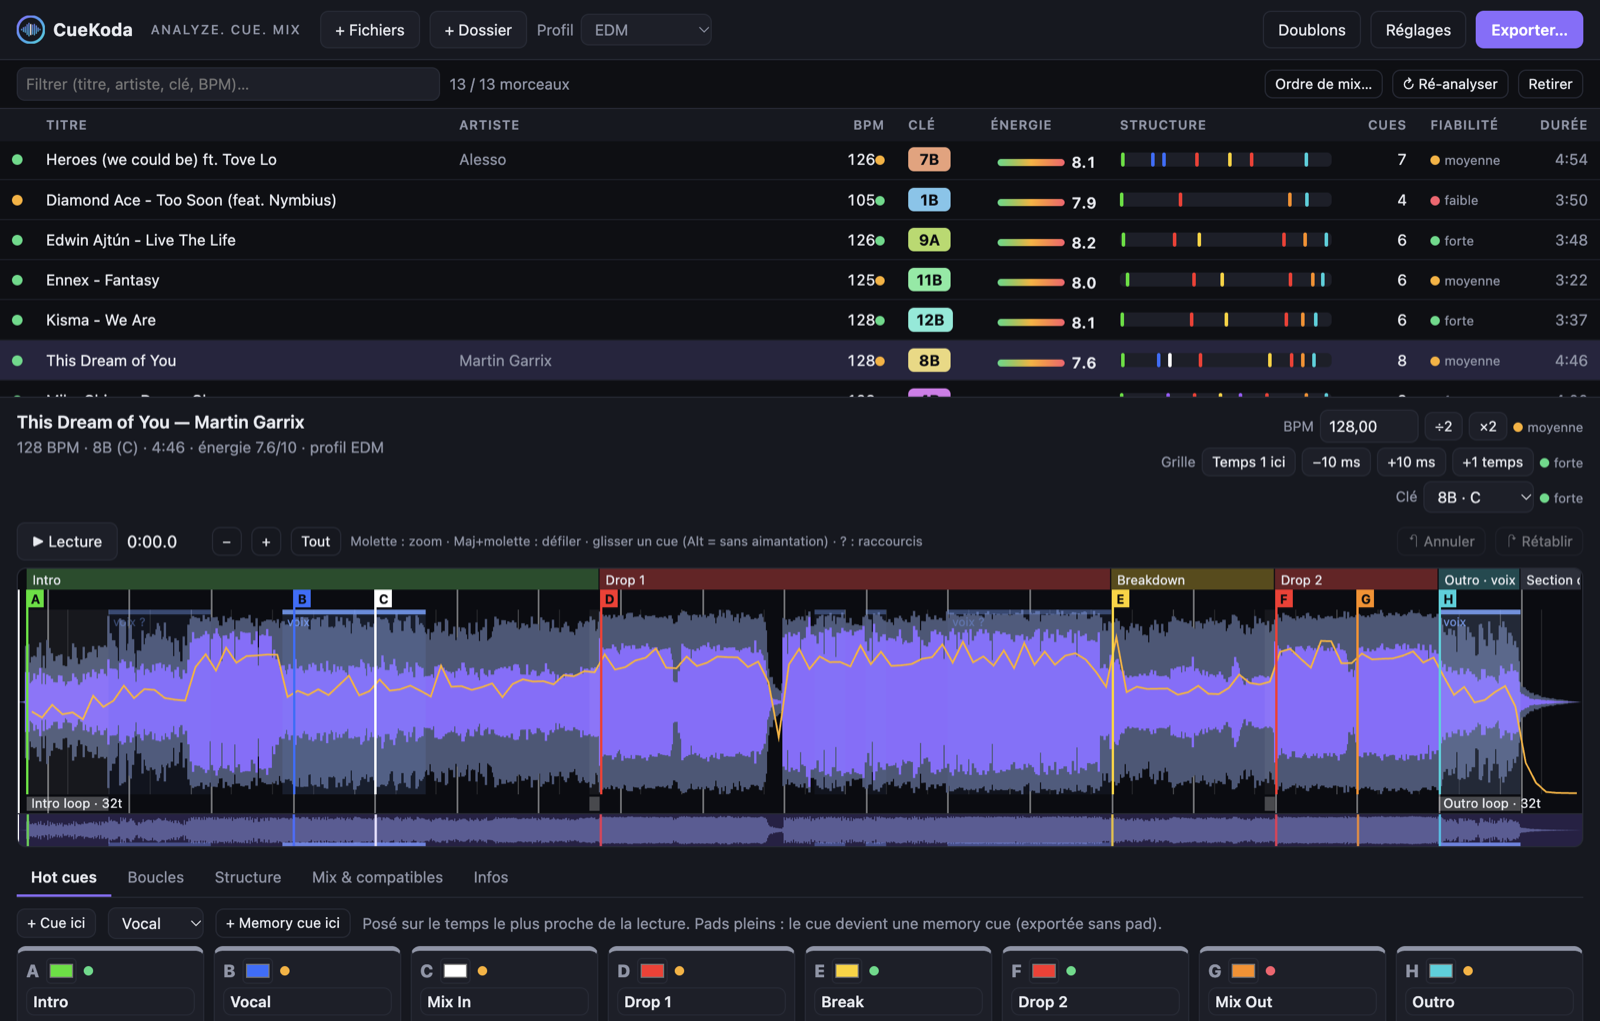 CueKoda ANALYZE. CUE. MIX + Fichiers + Dossier Profil EDM Doublons Réglages Exporter...
Filtrer (titre, artiste, clé, BPM)... 13 / 13 morceaux Ordre de mix... Ré-analyser Retirer
TITRE ARTISTE BPM CLÉ ÉNERGIE STRUCTURE CUES FIABILITÉ DURÉE
Heroes (we could be) ft. Tove Lo Alesso 126 7B 8.1 7 moyenne 4:54
Diamond Ace - Too Soon (feat. Nymbius) 105 1B 7.9 4 faible 3:50
Edwin Ajtún - Live The Life 126 9A 8.2 6 forte 3:48
Ennex - Fantasy 125 11B 8.0 6 moyenne 3:22
Kisma - We Are 128 12B 8.1 6 forte 3:37
This Dream of You Martin Garrix 128 8B 7.6 8 moyenne 4:46
This Dream of You — Martin Garrix
128 BPM · 8B (C) · 4:46 · énergie 7.6/10 · profil EDM
BPM 128,00 ÷2 ×2 moyenne
Grille Temps 1 ici −10 ms +10 ms +1 temps forte
Clé 8B · C forte
Lecture 0:00.0 − + Tout Molette : zoom · Maj+molette : défiler · glisser un cue (Alt = sans aimantation) · ? : raccourcis Annuler Rétablir
Intro Drop 1 Breakdown Drop 2 Outro · voix Section
A B C D E F G H
voix ? voix voix ? voix
Intro loop · 32t Outro loop · 32t
Hot cues Boucles Structure Mix & compatibles Infos
+ Cue ici Vocal + Memory cue ici Posé sur le temps le plus proche de la lecture. Pads pleins : le cue devient une memory cue (exportée sans pad).
A B C D E F G H
Intro Vocal Mix In Drop 1 Break Drop 2 Mix Out Outro